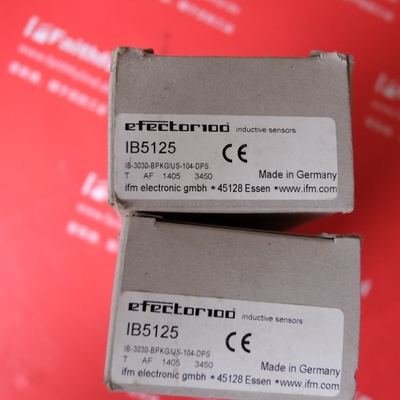 efector100 inductive sensors
IB5125
IB-3030-BPKG/US-104-DPS
CE
T AF 1405 3450
Made in Germany
ifm electronic gmbh • 45128 Essen • www.ifm.com
efector100 inductive sensors
IB5125
IB-3030-BPKG/US-104-DPS
CE
T AF 1405 3450
Made in Germany
ifm electronic gmbh • 45128 Essen • www.ifm.com